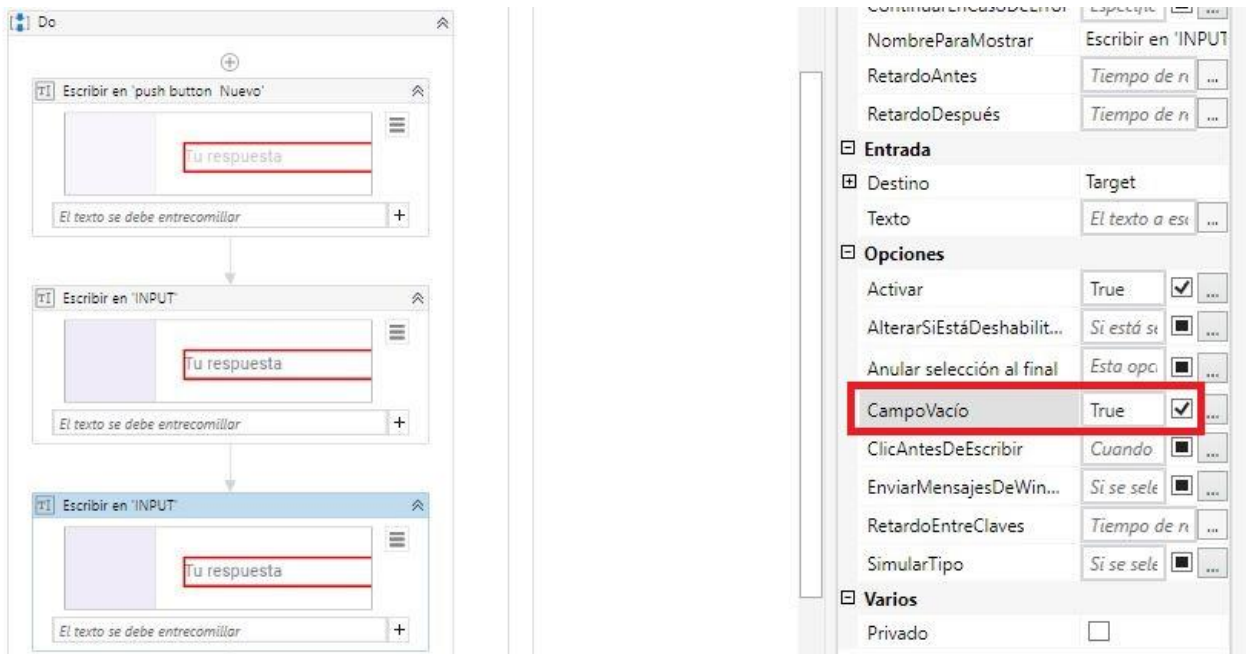 Do
Escribir en 'push button Nuevo'
Tu respuesta
El texto se debe entrecomillar
+
Escribir en 'INPUT'
Tu respuesta
El texto se debe entrecomillar
+
Escribir en 'INPUT'
Tu respuesta
El texto se debe entrecomillar
+
ContinuarEnCasoDeError Especific ...
NombreParaMostrar Escribir en 'INPUT
RetardoAntes Tiempo de r ...
RetardoDespués Tiempo de r ...
Entrada
Destino Target
Texto El texto a esc ...
Opciones
Activar True ...
AlterarSiEstáDeshabilit... Si está se ...
Anular selección al final Esta opc ...
CampoVacío True ...
ClicAntesDeEscribir Cuando ...
EnviarMensajesDeWin... Si se sele ...
RetardoEntreClaves Tiempo de r ...
SimularTipo Si se sele ...
Varios
Privado